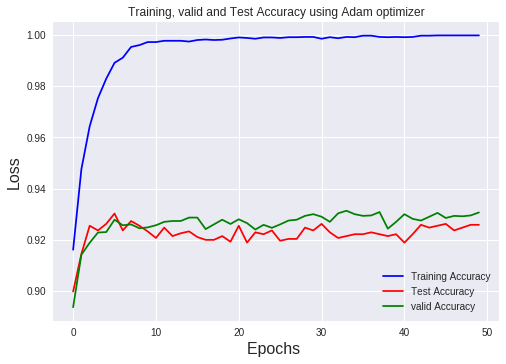 Training, valid and Test Accuracy using Adam optimizer
Loss
1.00
0.98
0.96
0.94
0.92
0.90
Training Accuracy
Test Accuracy
valid Accuracy
0
10
20
30
40
50
Epochs